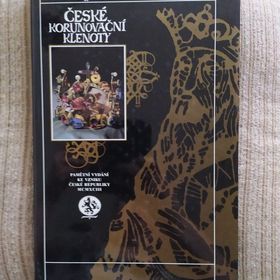 ČESKÉ
KORUNOVAČNÍ
KLENOTY
PAMĚTNÍ VYDÁNÍ
KE VZNIKU
ČESKÉ REPUBLIKY
MCMXCIII